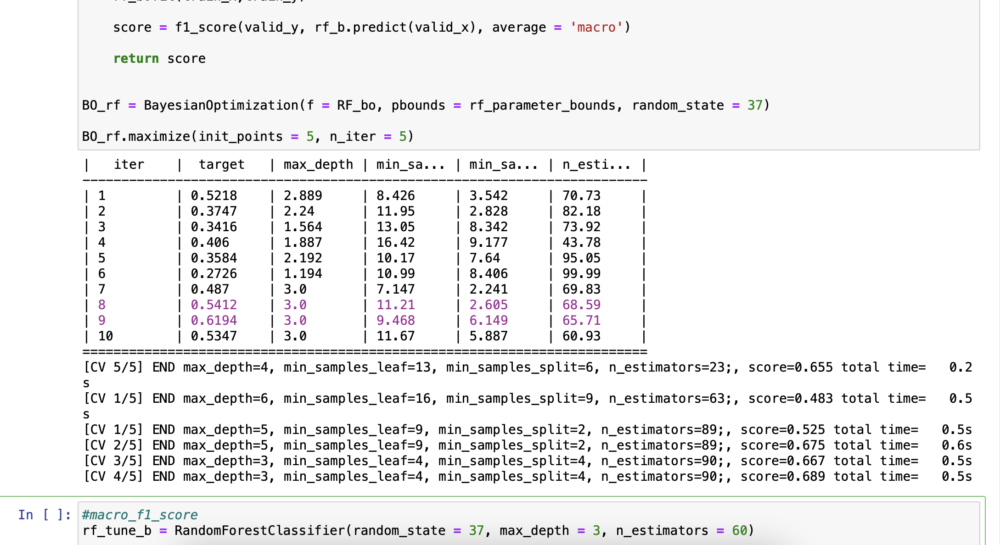 rf_b.fit(train_x,train_y)
score = f1_score(valid_y, rf_b.predict(valid_x), average = 'macro')
return score
BO_rf = BayesianOptimization(f = RF_bo, pbounds = rf_parameter_bounds, random_state = 37)
BO_rf.maximize(init_points = 5, n_iter = 5)
|   iter    |  target   | max_depth | min_sa... | min_sa... | n_esti... |
-------------------------------------------------------------------------
| 1         | 0.5218    | 2.889     | 8.426     | 3.542     | 70.73     |
| 2         | 0.3747    | 2.24      | 11.95     | 2.828     | 82.18     |
| 3         | 0.3416    | 1.564     | 13.05     | 8.342     | 73.92     |
| 4         | 0.406     | 1.887     | 16.42     | 9.177     | 43.78     |
| 5         | 0.3584    | 2.192     | 10.17     | 7.64      | 95.05     |
| 6         | 0.2726    | 1.194     | 10.99     | 8.406     | 99.99     |
| 7         | 0.487     | 3.0       | 7.147     | 2.241     | 69.83     |
| 8         | 0.5412    | 3.0       | 11.21     | 2.605     | 68.59     |
| 9         | 0.6194    | 3.0       | 9.468     | 6.149     | 65.71     |
| 10        | 0.5347    | 3.0       | 11.67     | 5.887     | 60.93     |
=========================================================================
[CV 5/5] END max_depth=4, min_samples_leaf=13, min_samples_split=6, n_estimators=23;, score=0.655 total time=   0.2
s
[CV 1/5] END max_depth=6, min_samples_leaf=16, min_samples_split=9, n_estimators=63;, score=0.483 total time=   0.5
s
[CV 1/5] END max_depth=5, min_samples_leaf=9, min_samples_split=2, n_estimators=89;, score=0.525 total time=   0.5s
[CV 2/5] END max_depth=5, min_samples_leaf=9, min_samples_split=2, n_estimators=89;, score=0.675 total time=   0.6s
[CV 3/5] END max_depth=3, min_samples_leaf=4, min_samples_split=4, n_estimators=90;, score=0.667 total time=   0.5s
[CV 4/5] END max_depth=3, min_samples_leaf=4, min_samples_split=4, n_estimators=90;, score=0.689 total time=   0.5s
In [ ]: #macro_f1_score
rf_tune_b = RandomForestClassifier(random_state = 37, max_depth = 3, n_estimators = 60)